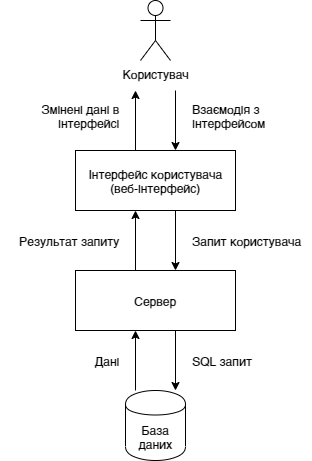 Користувач
Змінені дані в
інтерфейсі
Взаємодія з
інтерфейсом
Інтерфейс користувача
(веб-інтерфейс)
Результат запиту
Запит користувача
Сервер
Дані
SQL запит
База
даних